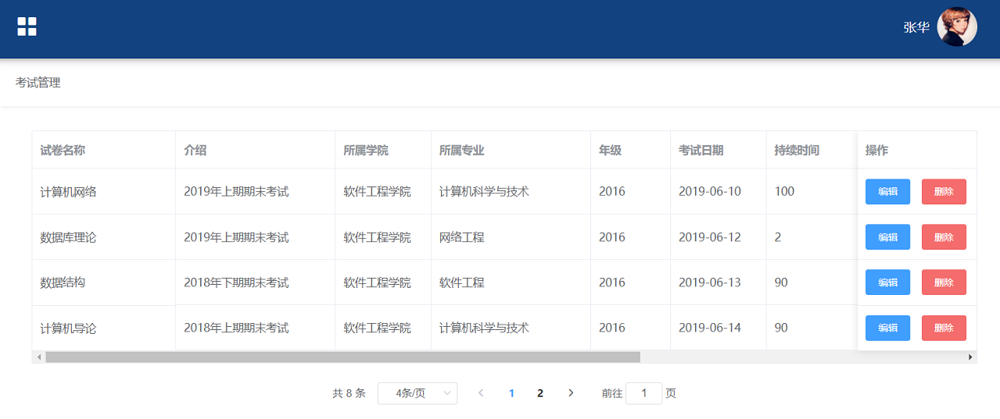 张华
考试管理
试卷名称 介绍 所属学院 所属专业 年级 考试日期 持续时间 操作
计算机网络 2019年上期期末考试 软件工程学院 计算机科学与技术 2016 2019-06-10 100 编辑 删除
数据库理论 2019年上期期末考试 软件工程学院 网络工程 2016 2019-06-12 2 编辑 删除
数据结构 2018年下期期末考试 软件工程学院 软件工程 2016 2019-06-13 90 编辑 删除
计算机导论 2018年上期期末考试 软件工程学院 计算机科学与技术 2016 2019-06-14 90 编辑 删除
共 8 条 4条/页 1 2 前往 1 页